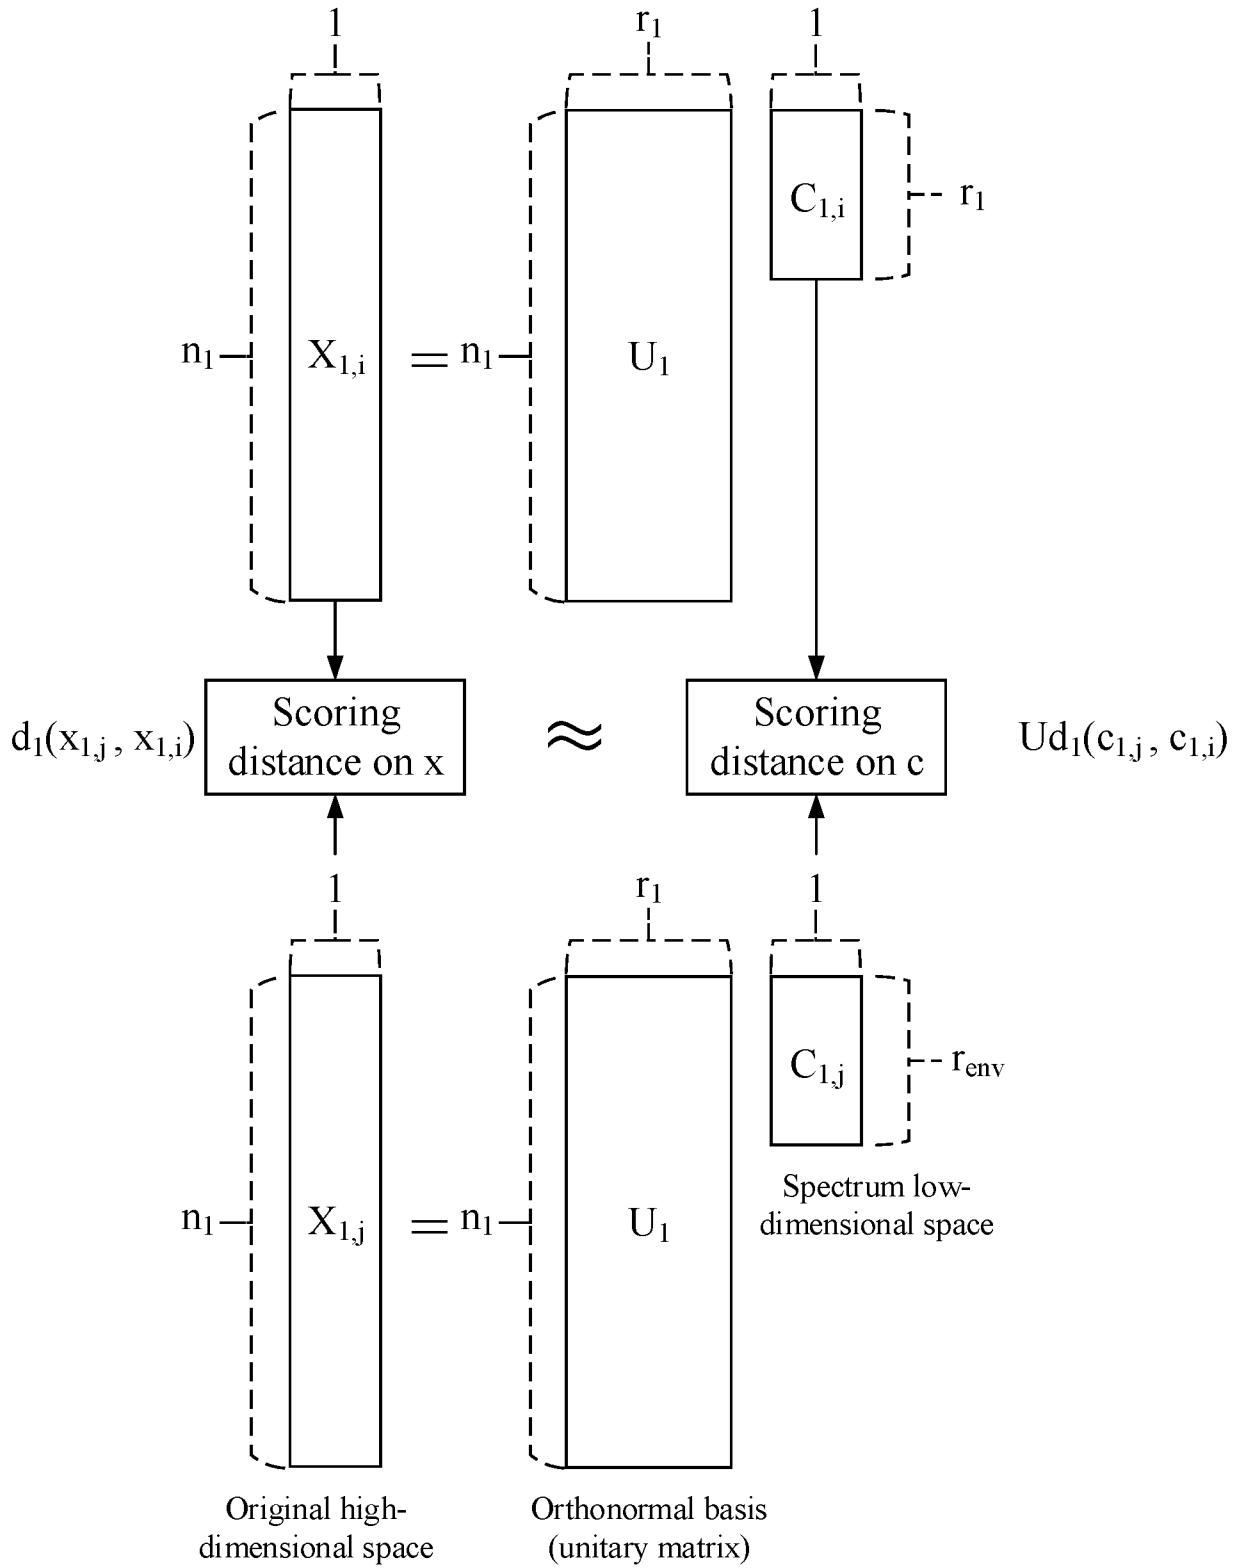 1 r₁ 1
C₁,ᵢ r₁
n₁ X₁,ᵢ = n₁ U₁
Scoring
distance on x
d₁(x₁,ⱼ , x₁,ᵢ)
≈
Scoring
distance on c
Ud₁(c₁,ⱼ , c₁,ᵢ)
1 r₁ 1
C₁,ⱼ rₑₙᵥ
n₁ X₁,ⱼ = n₁ U₁
Spectrum low-
dimensional space
Original high-
dimensional space
Orthonormal basis
(unitary matrix)